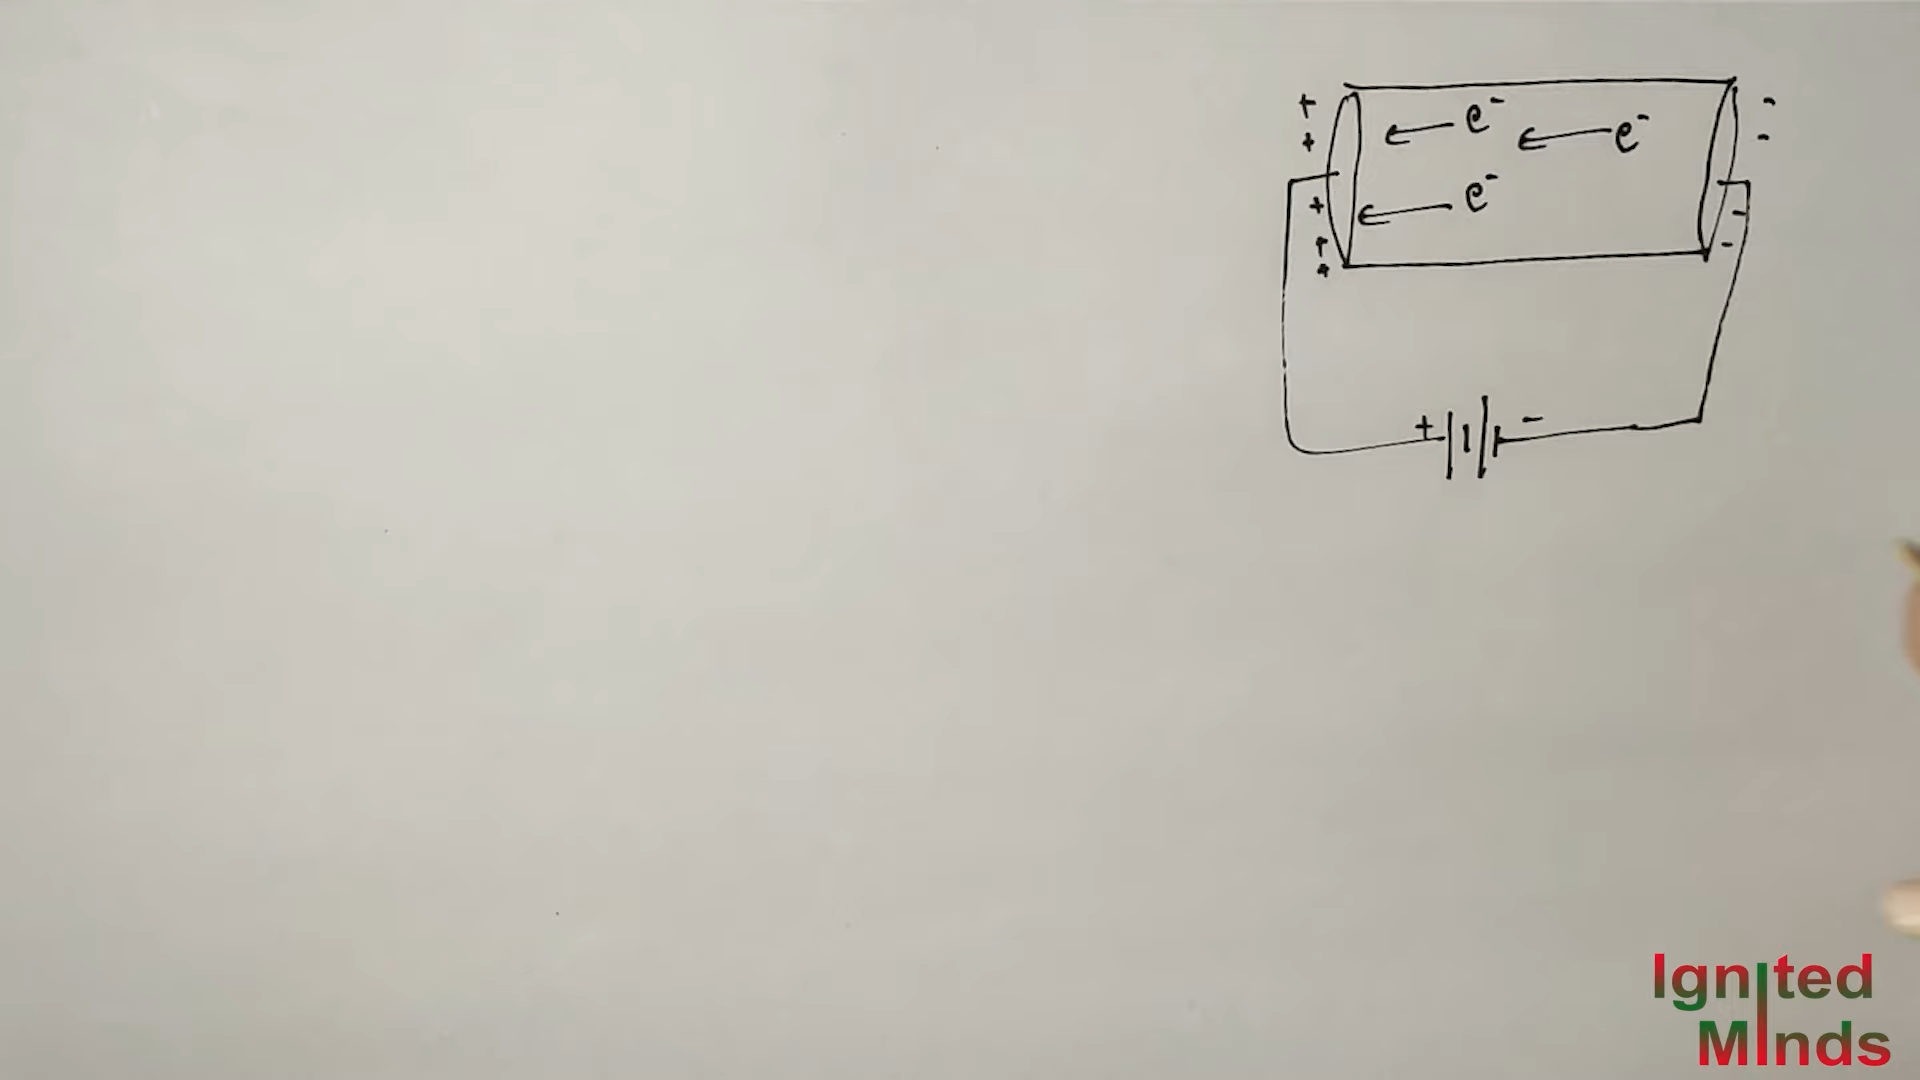 + e⁻ -
+ e⁻ -
+ e⁻ -
+ -
+
+ -
Ignited
Minds